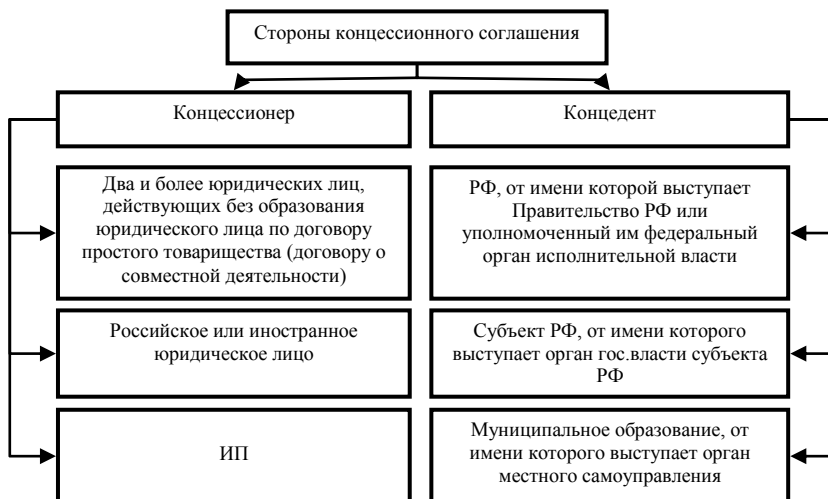 Стороны концессионного соглашения
Концессионер
Концедент
Два и более юридических лиц,
действующих без образования
юридического лица по договору
простого товарищества (договору о
совместной деятельности)
РФ, от имени которой выступает
Правительство РФ или
уполномоченный им федеральный
орган исполнительной власти
Российское или иностранное
юридическое лицо
Субъект РФ, от имени которого
выступает орган гос.власти субъекта
РФ
ИП
Муниципальное образование, от
имени которого выступает орган
местного самоуправления